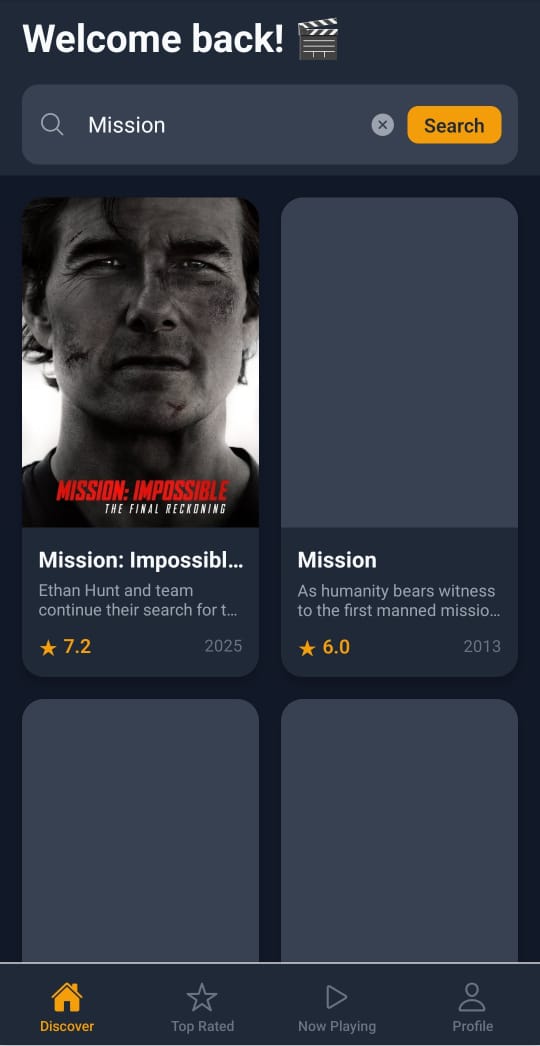 Welcome back! 🎬
Mission
Search
MISSION: IMPOSSIBLE
THE FINAL RECKONING
Mission: Impossibl...
Ethan Hunt and team
continue their search for t...
★ 7.2 2025
Mission
As humanity bears witness
to the first manned missio...
★ 6.0 2013
Discover
Top Rated
Now Playing
Profile